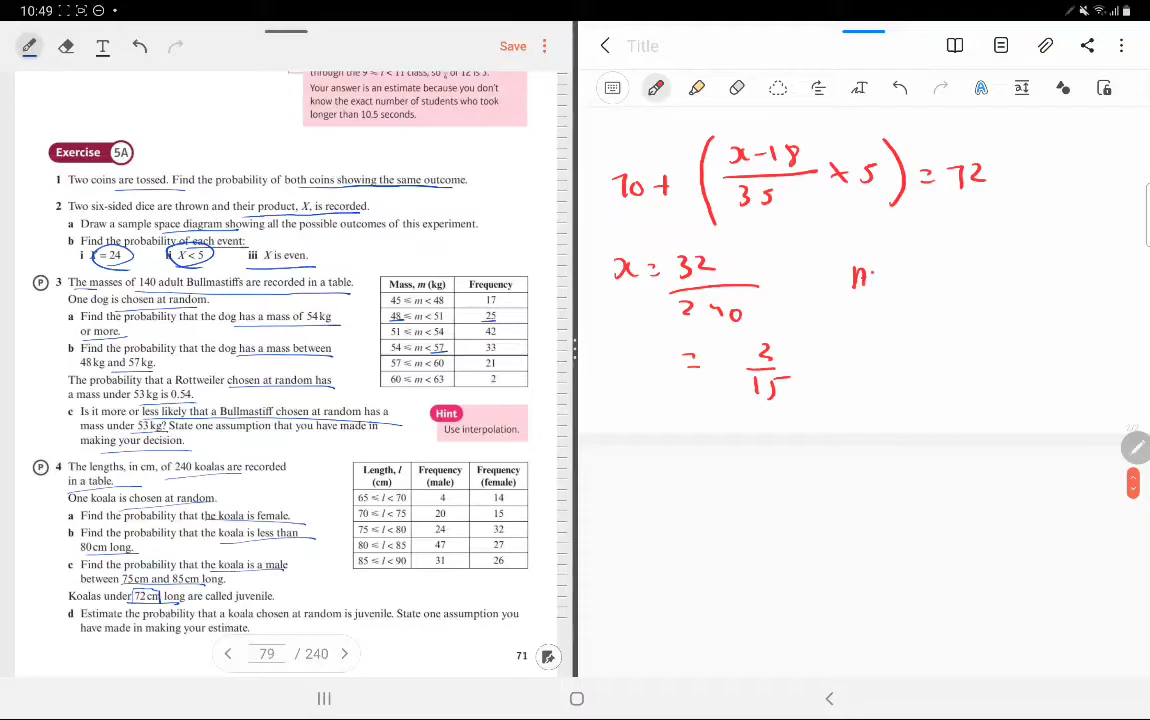 10:49
Save
Title
through the 9 ≤ l < 11 class, so
of 12 is 3.
Your answer is an estimate because you don't
know the exact number of students who took
longer than 10.5 seconds.
Exercise 5A
1 Two coins are tossed. Find the probability of both coins showing the same outcome.
2 Two six-sided dice are thrown and their product, X, is recorded.
a Draw a sample space diagram showing all the possible outcomes of this experiment.
b Find the probability of each event:
i X = 24 ii X < 5 iii X is even.
P 3 The masses of 140 adult Bullmastiffs are recorded in a table.
One dog is chosen at random.
a Find the probability that the dog has a mass of 54 kg
or more.
b Find the probability that the dog has a mass between
48 kg and 57 kg.
The probability that a Rottweiler chosen at random has
a mass under 53 kg is 0.54.
c Is it more or less likely that a Bullmastiff chosen at random has a
mass under 53 kg? State one assumption that you have made in
making your decision.
Mass, m (kg) Frequency
45 ≤ m < 48 17
48 ≤ m < 51 25
51 ≤ m < 54 42
54 ≤ m < 57 33
57 ≤ m < 60 21
60 ≤ m < 63 2
Hint
Use interpolation.
P 4 The lengths, in cm, of 240 koalas are recorded
in a table.
One koala is chosen at random.
a Find the probability that the koala is female.
b Find the probability that the koala is less than
80 cm long.
c Find the probability that the koala is a male
between 75 cm and 85 cm long.
Koalas under 72 cm long are called juvenile.
d Estimate the probability that a koala chosen at random is juvenile. State one assumption you
have made in making your estimate.
Length, l Frequency Frequency
(cm) (male) (female)
65 ≤ l < 70 4 14
70 ≤ l < 75 20 15
75 ≤ l < 80 24 32
80 ≤ l < 85 47 27
85 ≤ l < 90 31 26
79 / 240
71
70 + (x-18/35 × 5) = 72
x = 32/240
= 2/15
n
2/2